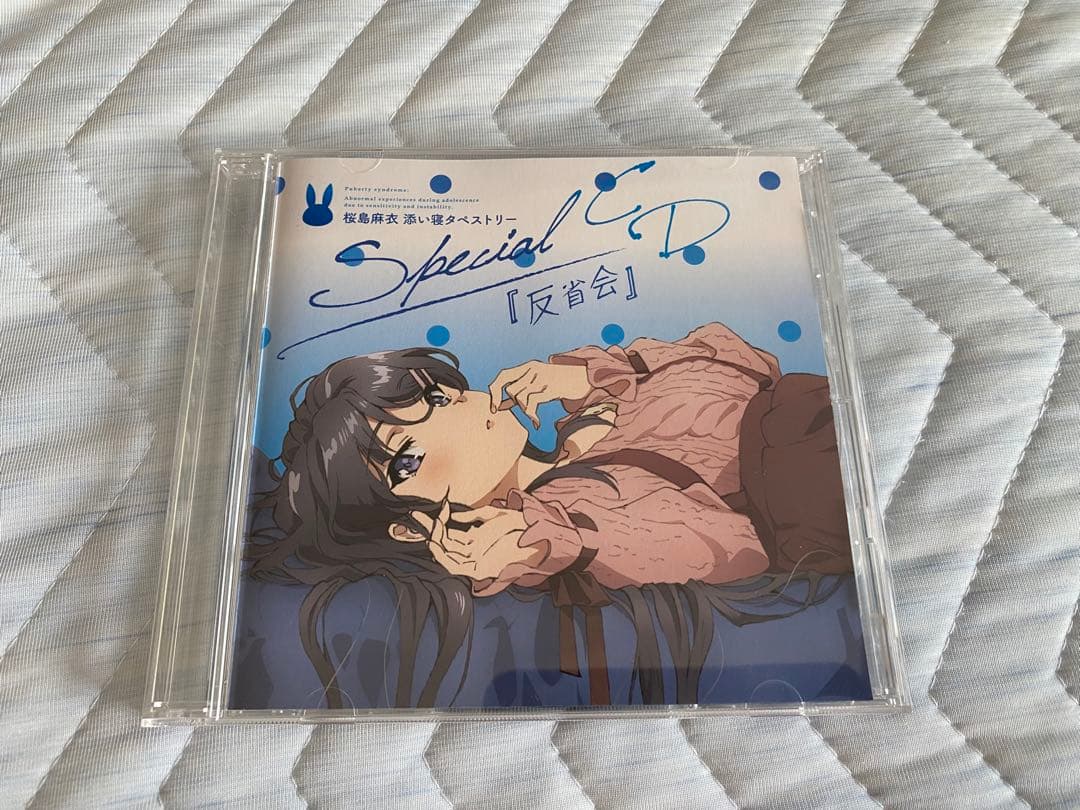 Puberty syndrome:
Abnormal experiences during adolescence
due to sensitivity and instability.
桜島麻衣 添い寝タペストリー
Special CD
『反省会』